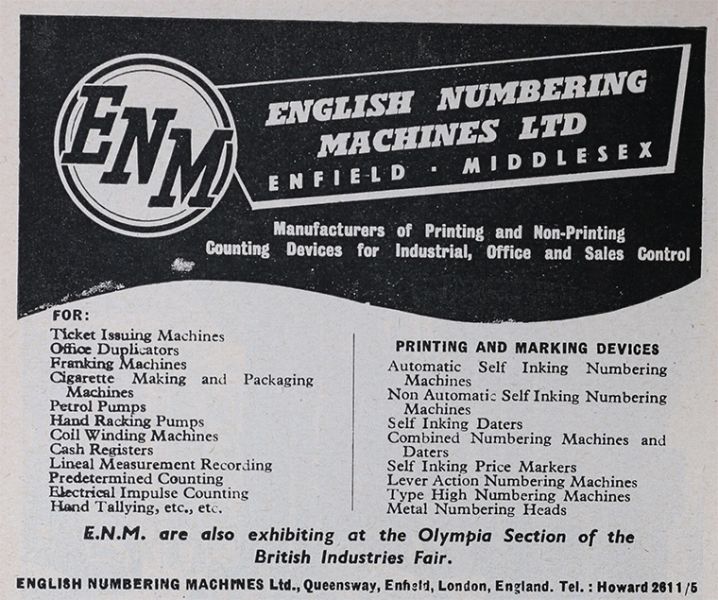 ENM
ENGLISH NUMBERING
MACHINES LTD
ENFIELD · MIDDLESEX
Manufacturers of Printing and Non-Printing
Counting Devices for Industrial, Office and Sales Control
FOR:
Ticket Issuing Machines
Office Duplicators
Franking Machines
Cigarette Making and Packaging
Machines
Petrol Pumps
Hand Racking Pumps
Coil Winding Machines
Cash Registers
Lineal Measurement Recording
Predetermined Counting
Electrical Impulse Counting
Hand Tallying, etc., etc.
PRINTING AND MARKING DEVICES
Automatic Self Inking Numbering
Machines
Non Automatic Self Inking Numbering
Machines
Self Inking Daters
Combined Numbering Machines and
Daters
Self Inking Price Markers
Lever Action Numbering Machines
Type High Numbering Machines
Metal Numbering Heads
E.N.M. are also exhibiting at the Olympia Section of the
British Industries Fair.
ENGLISH NUMBERING MACHINES Ltd., Queensway, Enfield, London, England. Tel. : Howard 2611/5